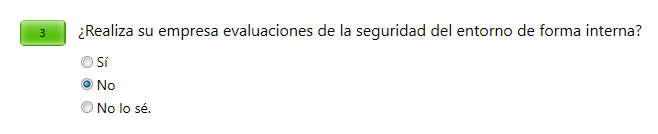 3 ¿Realiza su empresa evaluaciones de la seguridad del entorno de forma interna?
Sí
No
No lo sé.